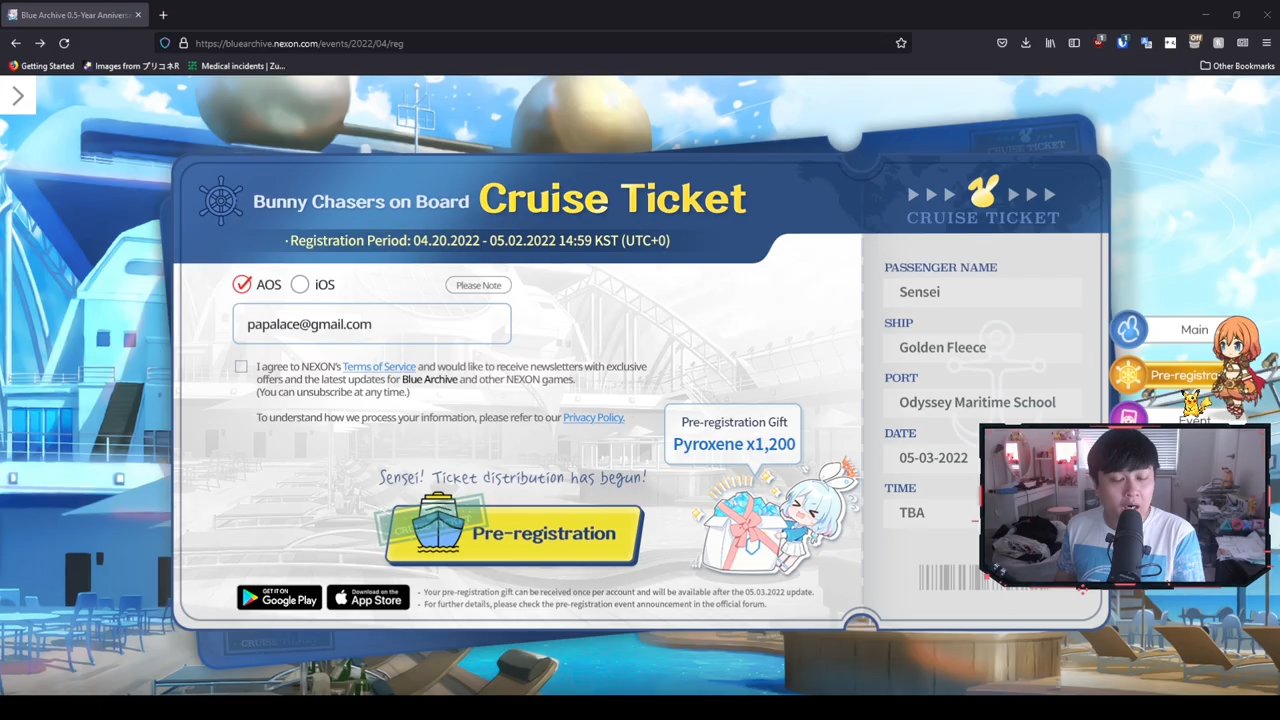 Blue Archive 0.5-Year Annivers
https://bluearchive.nexon.com/events/2022/04/reg
Getting Started
Images from プリコネR
Medical incidents | Zu...
Other Bookmarks
Off
CRUISE TICKET
Bunny Chasers on Board Cruise Ticket
CRUISE TICKET
· Registration Period: 04.20.2022 - 05.02.2022 14:59 KST (UTC+0)
AOS
iOS
Please Note
papalace@gmail.com
I agree to NEXON's Terms of Service and would like to receive newsletters with exclusive
offers and the latest updates for Blue Archive and other NEXON games.
(You can unsubscribe at any time.)
To understand how we process your information, please refer to our Privacy Policy.
Pre-registration Gift
Pyroxene x1,200
Sensei! Ticket distribution has begun!
Pre-registration
GET IT ON
Google Play
Download on the
App Store
- Your pre-registration gift can be received once per account and will be available after the 05.03.2022 update.
- For further details, please check the pre-registration event announcement in the official forum.
PASSENGER NAME
Sensei
SHIP
Golden Fleece
PORT
Odyssey Maritime School
DATE
05-03-2022
TIME
TBA
Main
Pre-registra
Event
CRUISE TICKET